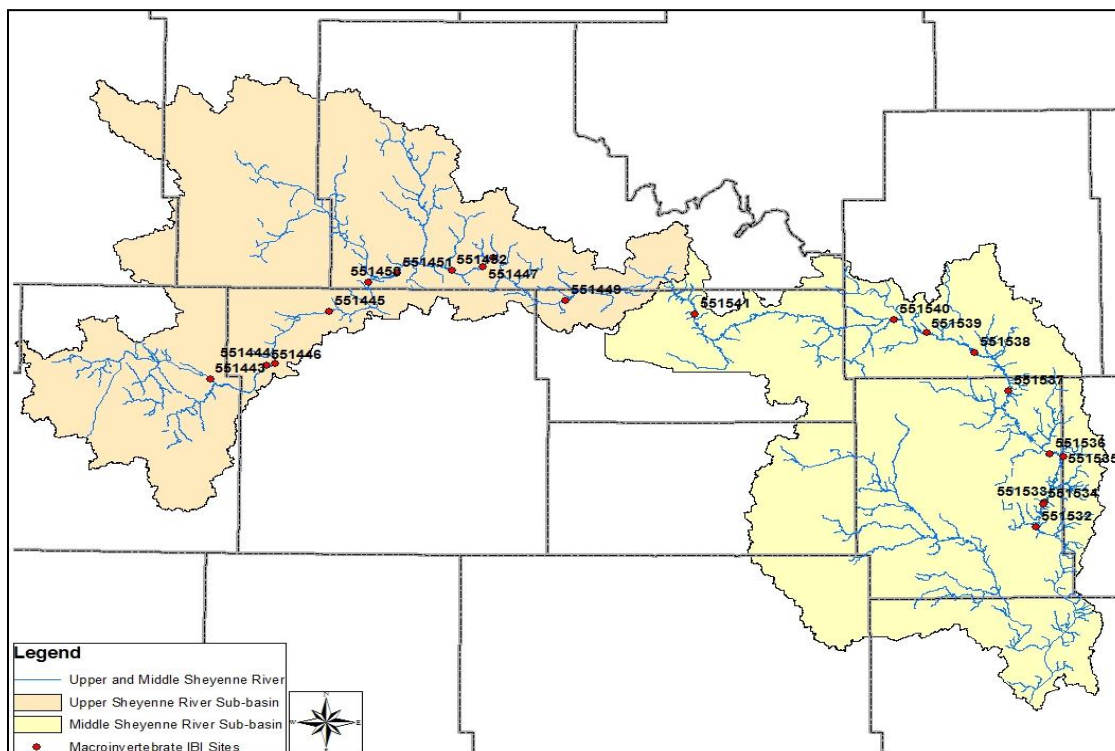 551451
551452
551450
551447
551449
551445
551541
551540
551539
551538
551444
551446
551443
551537
551536
551535
551533
551534
551532
Legend
Upper and Middle Sheyenne River
Upper Sheyenne River Sub-basin
Middle Sheyenne River Sub-basin
Macroinvertebrate IBI Sites
N
W
E
S